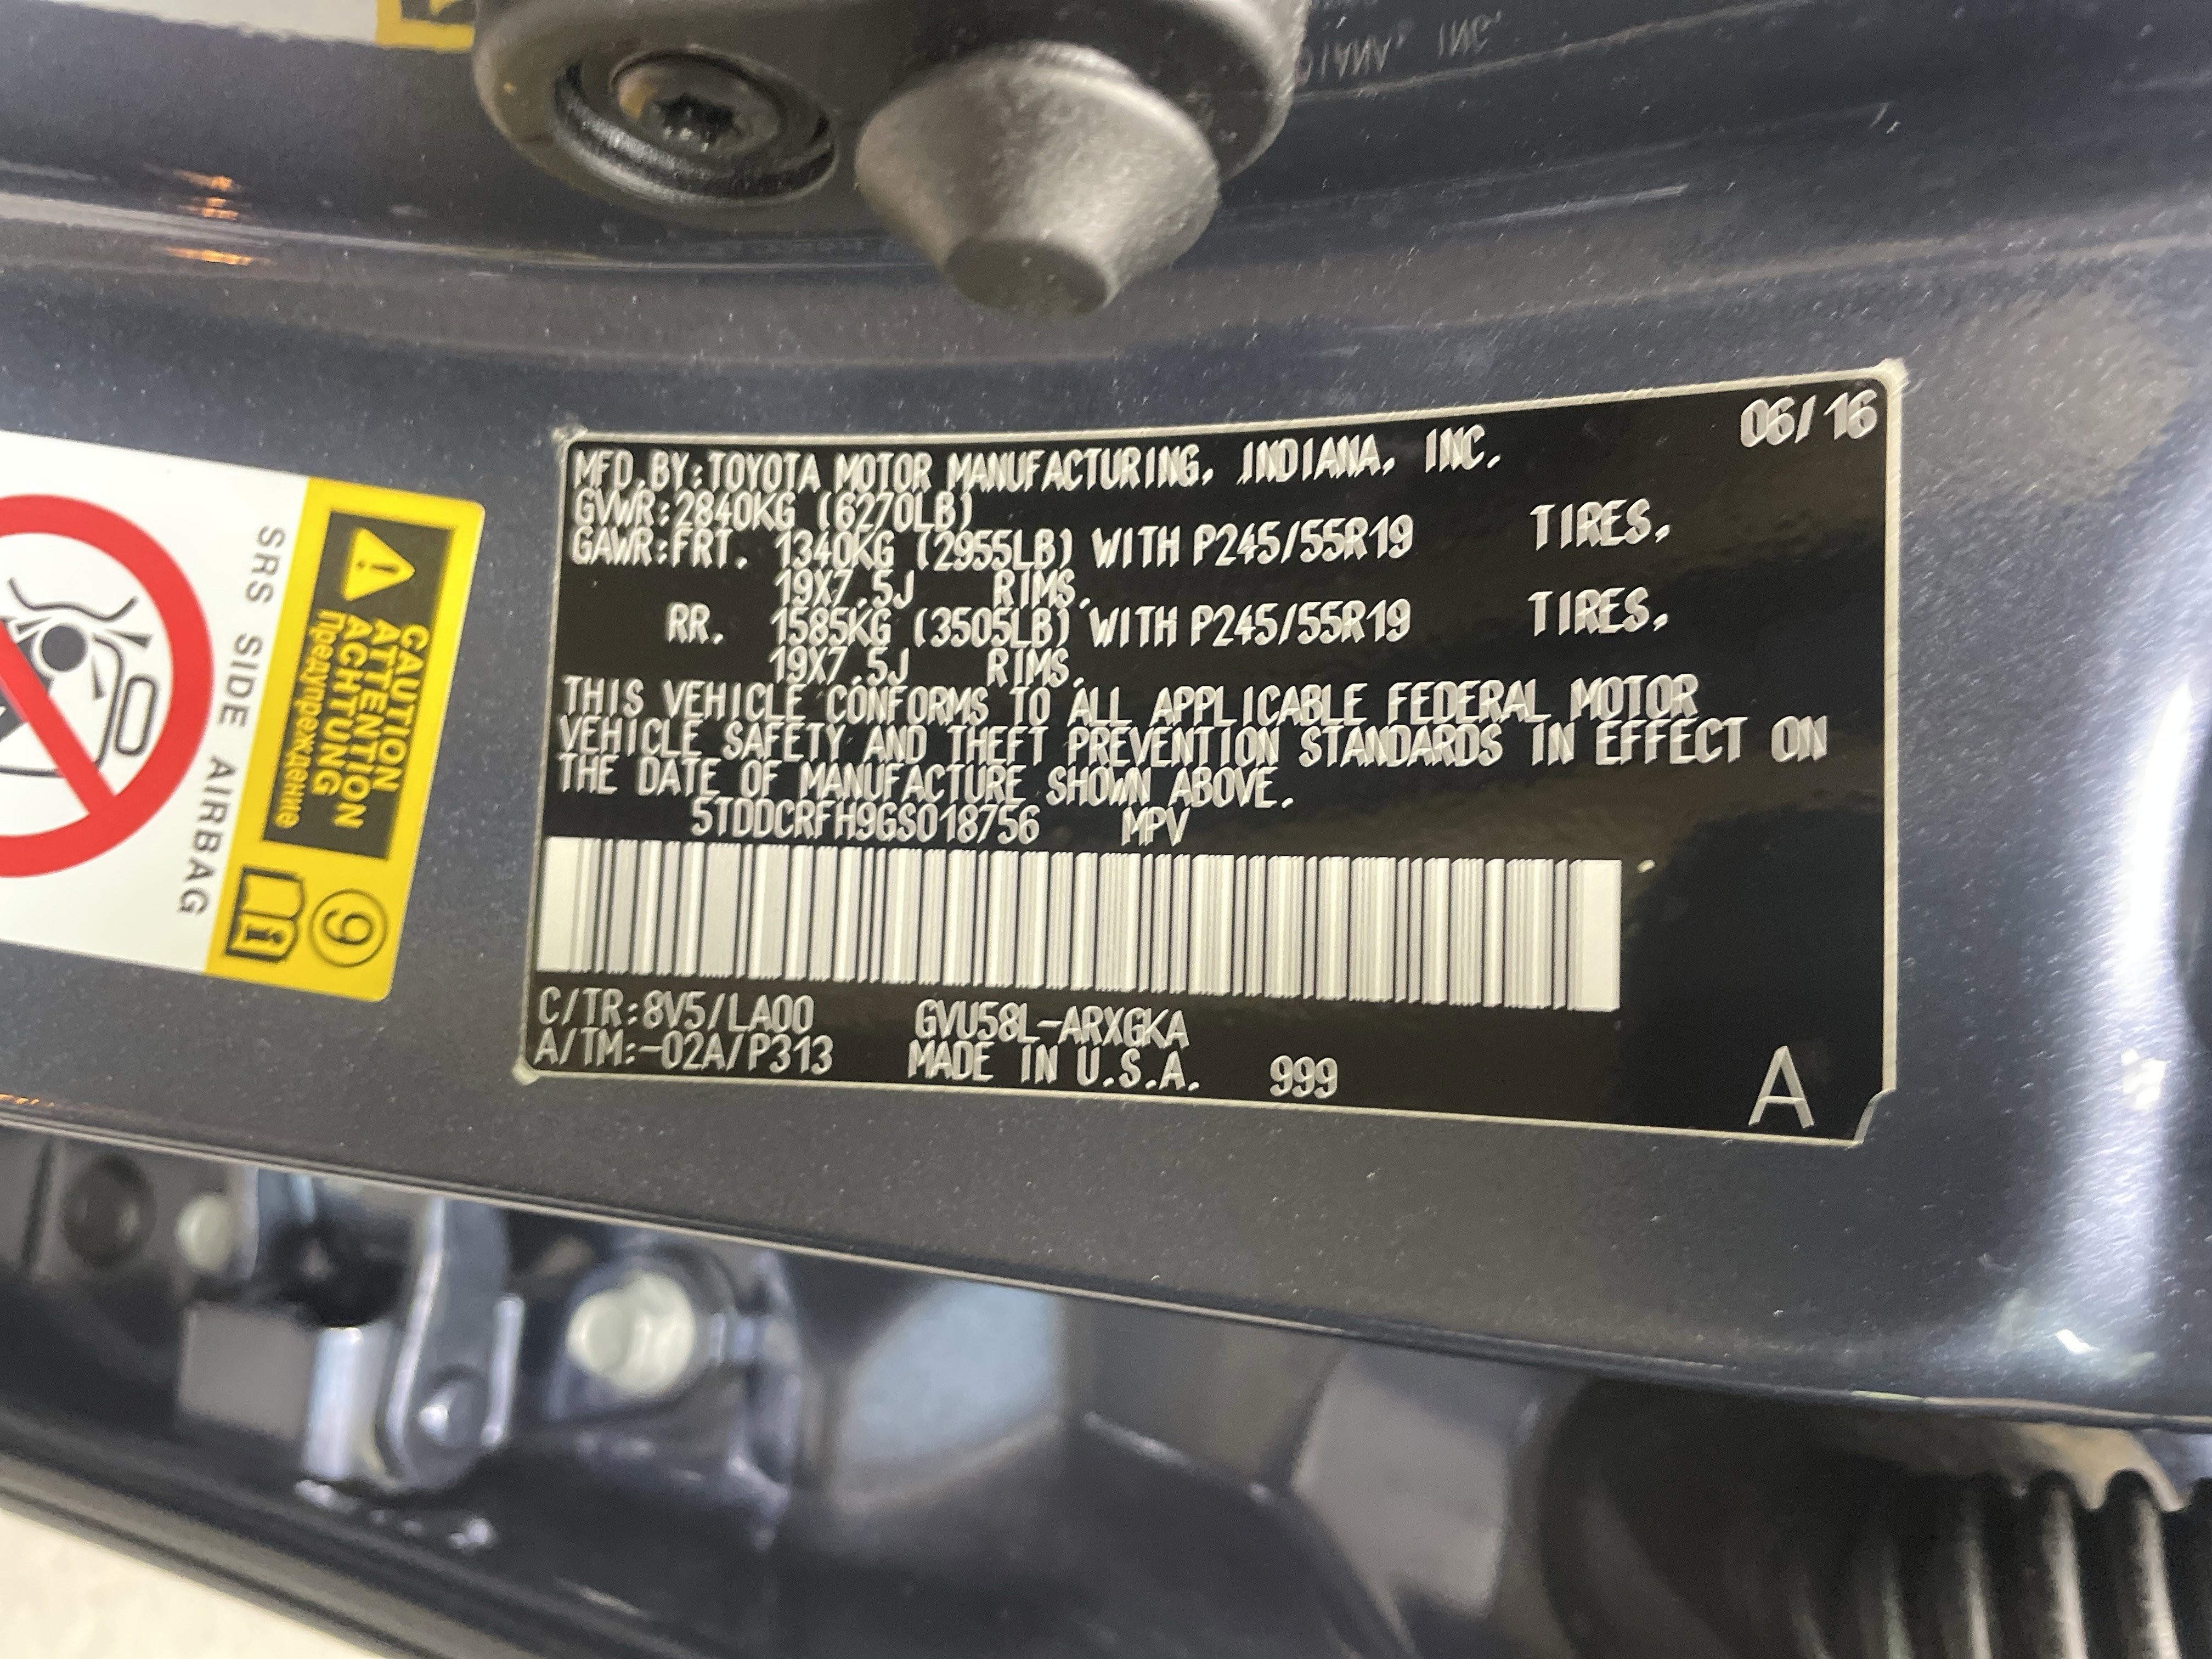 06/16
MFD.BY:TOYOTA MOTOR MANUFACTURING, INDIANA, INC.
GVWR:2840KG (6270LB)
GAWR:FRT. 1340KG (2955LB) WITH P245/55R19 TIRES,
19X7.5J RIMS.
RR. 1585KG (3505LB) WITH P245/55R19 TIRES,
19X7.5J RIMS.
THIS VEHICLE CONFORMS TO ALL APPLICABLE FEDERAL MOTOR
VEHICLE SAFETY AND THEFT PREVENTION STANDARDS IN EFFECT ON
THE DATE OF MANUFACTURE SHOWN ABOVE.
5TDDCRFH9GS018756 MPV
C/TR:8V5/LA00 GVU58L-ARXGKA
A/TM:-02A/P313 MADE IN U.S.A. 999
A
CAUTION
ATTENTION
ACHTUNG
Предупреждение
9
SRS SIDE AIRBAG